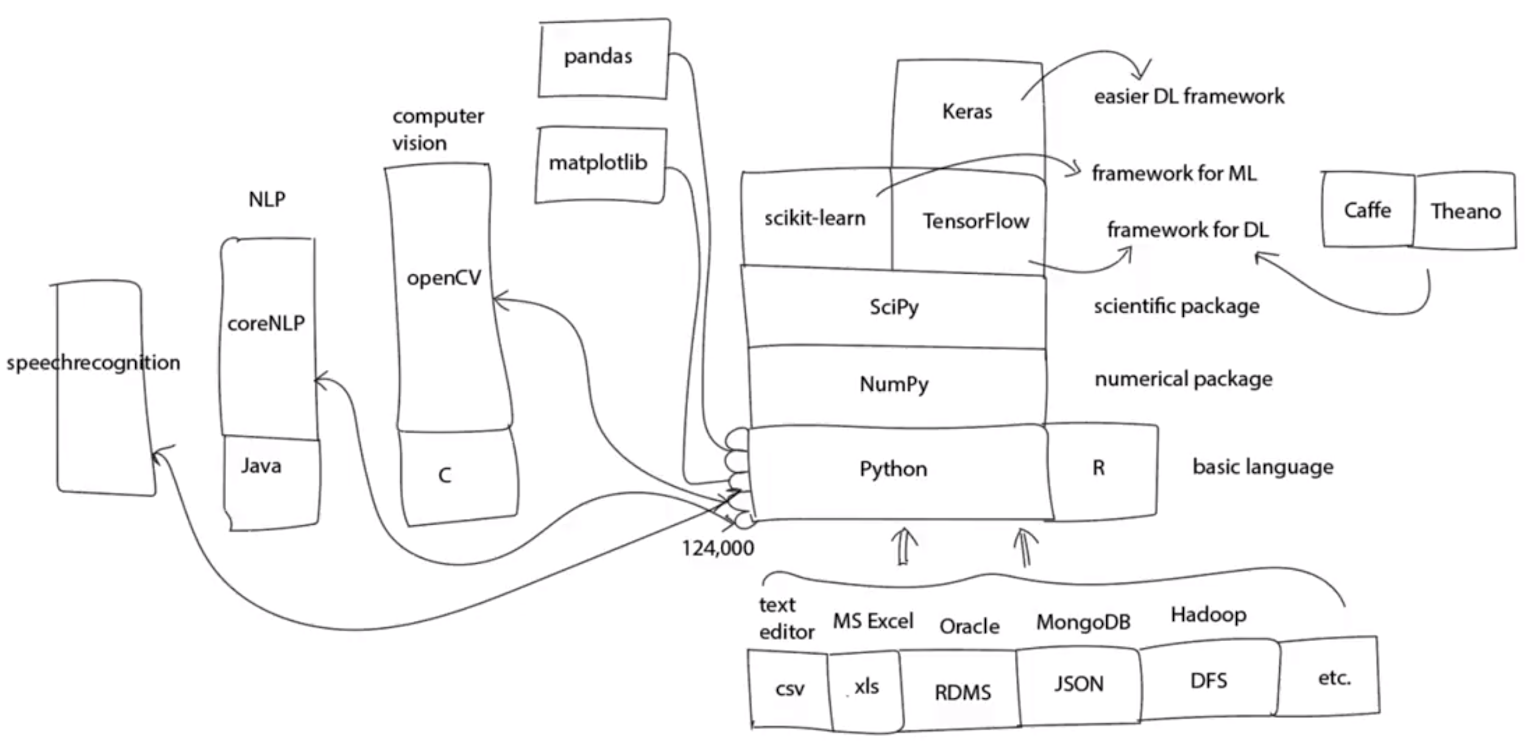 pandas
Keras
easier DL framework
computer
vision
matplotlib
framework for ML
NLP
scikit-learn
TensorFlow
framework for DL
Caffe
Theano
openCV
SciPy
scientific package
coreNLP
speechrecognition
NumPy
numerical package
Java
C
Python
R
basic language
124,000
text
editor
MS Excel
Oracle
MongoDB
Hadoop
csv
.xls
RDMS
JSON
DFS
etc.